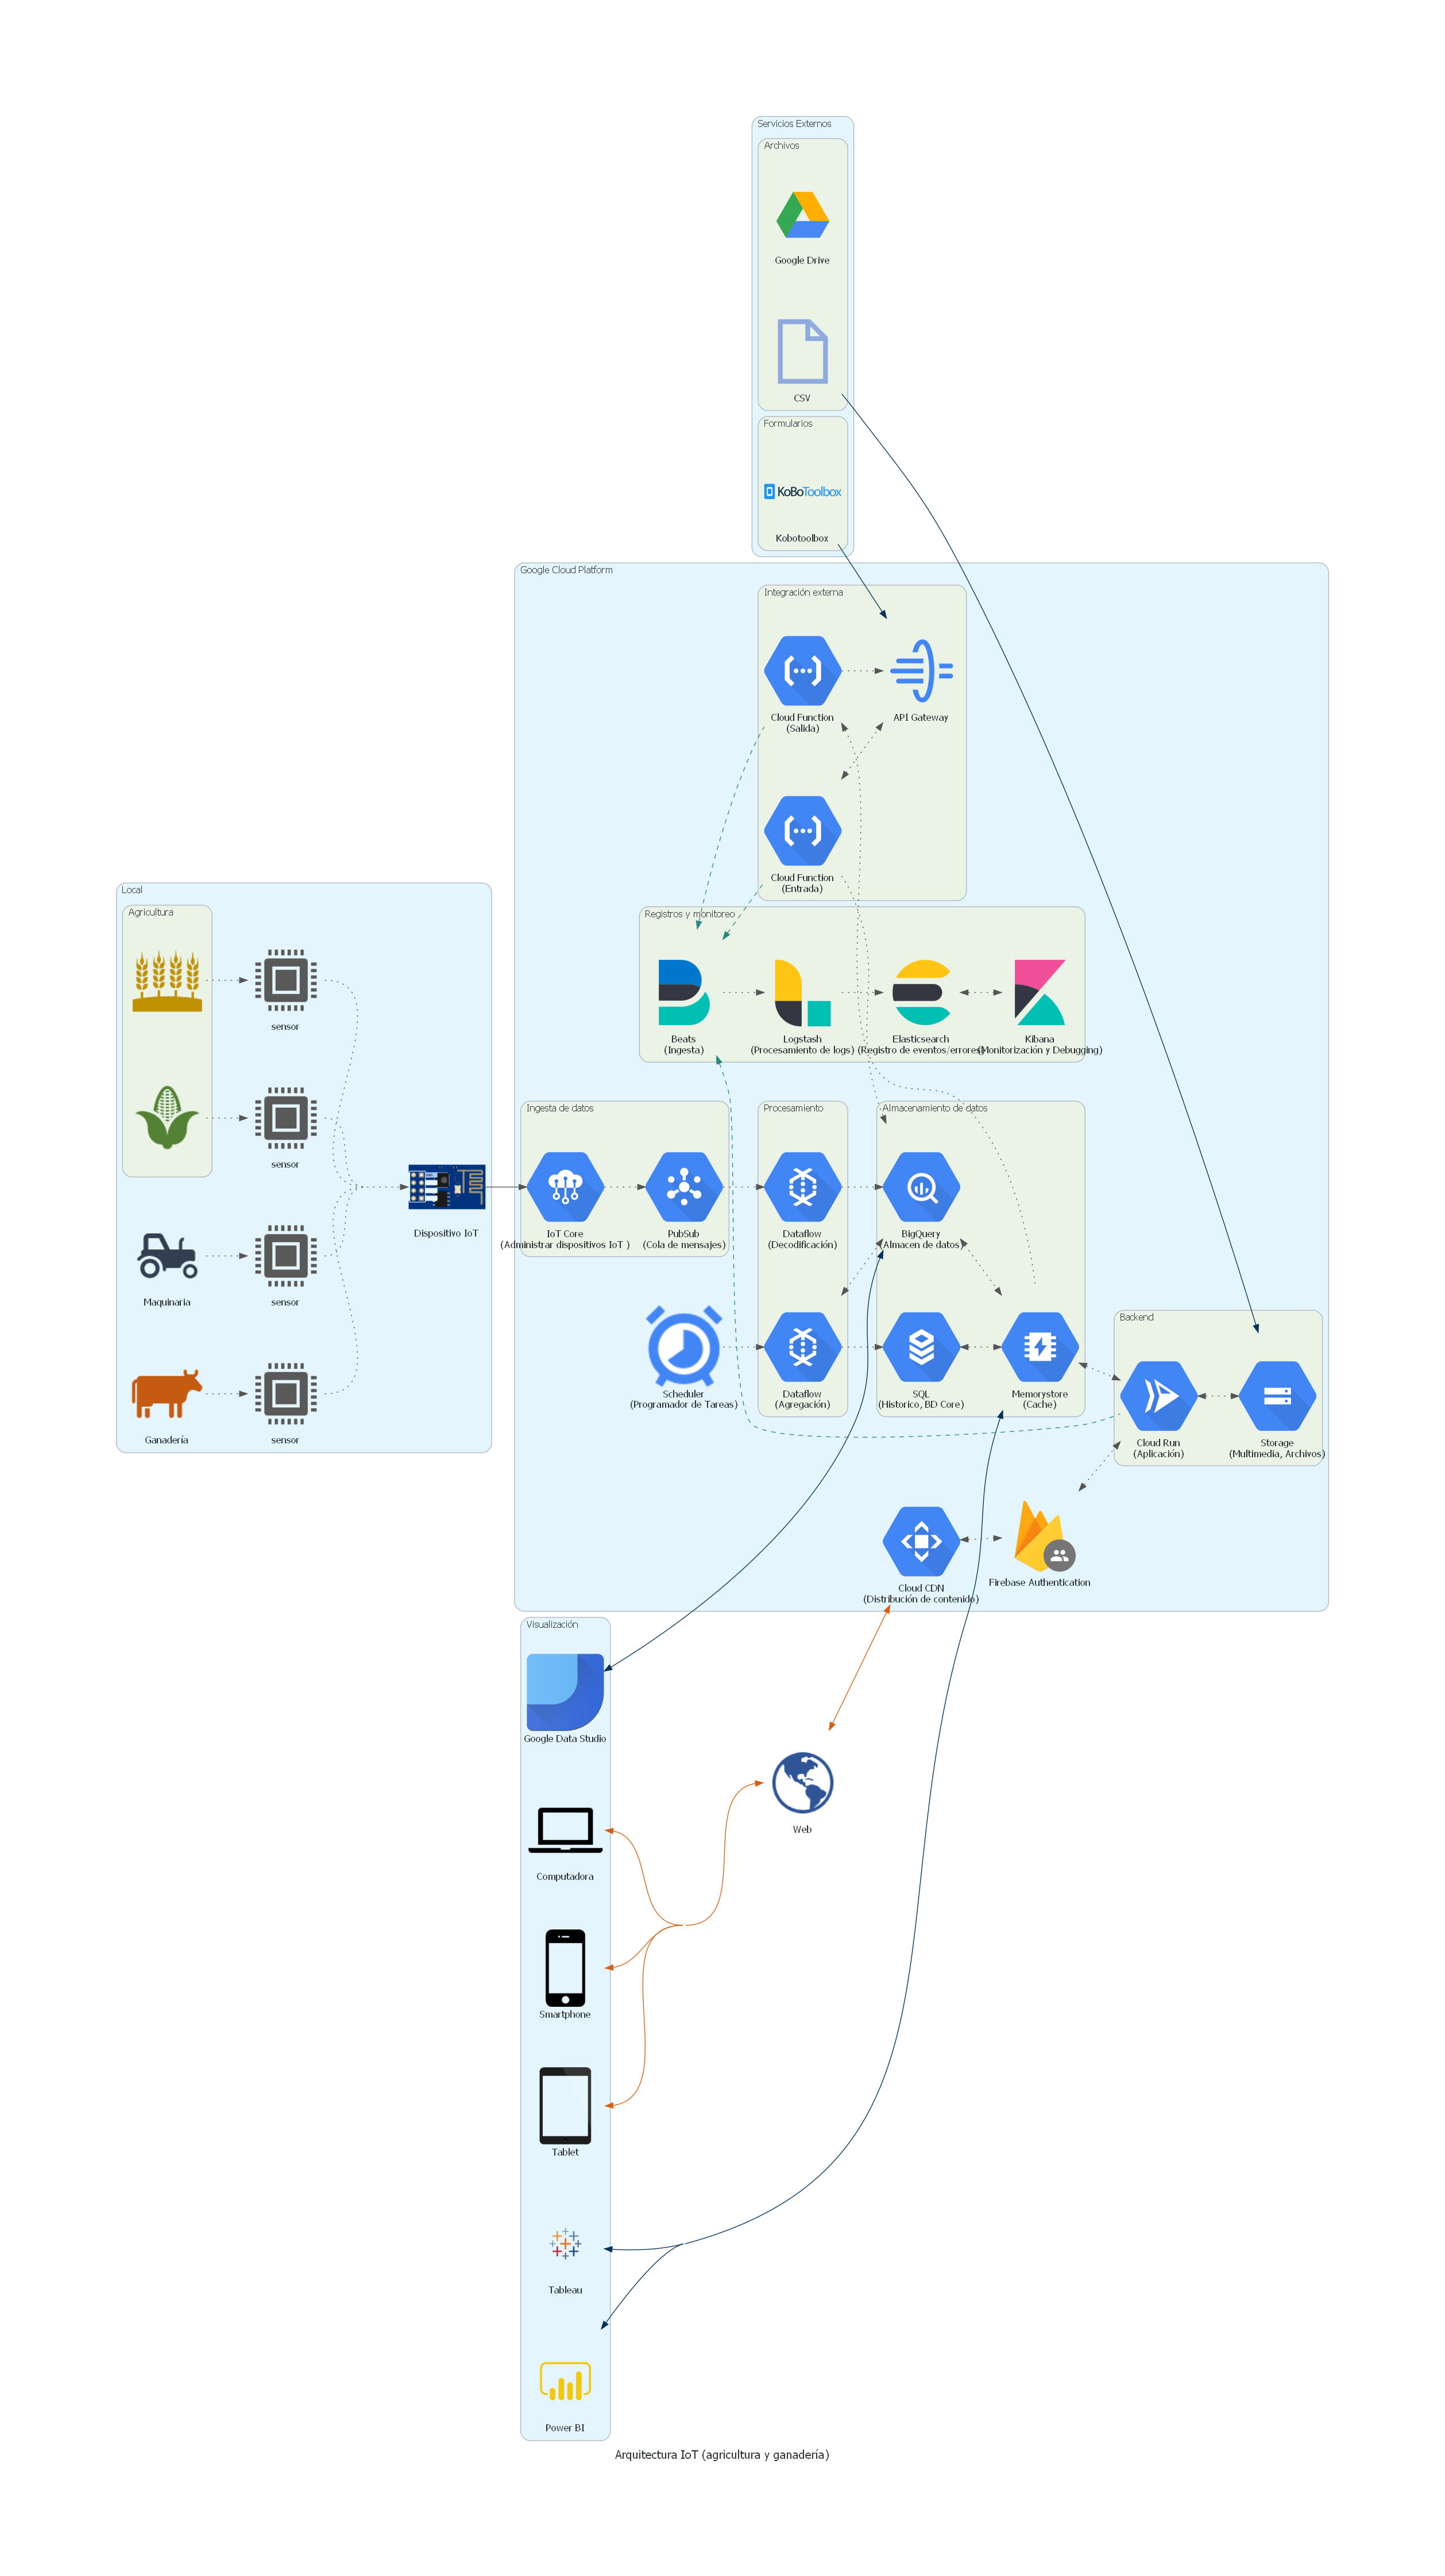 Servicios Externos
Archivos
Google Drive
CSV
Formularios
KoBoToolbox
Kobotoolbox
Google Cloud Platform
Integración externa
Cloud Function
(Salida)
API Gateway
Cloud Function
(Entrada)
Local
Agricultura
sensor
sensor
Maquinaria
sensor
Ganadería
sensor
Dispositivo IoT
Registros y monitoreo
Beats
(Ingesta)
Logstash
(Procesamiento de logs)
Elasticsearch
(Registro de eventos/errores)
Kibana
(Monitorización y Debugging)
Ingesta de datos
IoT Core
(Administrar dispositivos IoT )
PubSub
(Cola de mensajes)
Procesamiento
Dataflow
(Decodificación)
Almacenamiento de datos
BigQuery
(Almacen de datos)
Scheduler
(Programador de Tareas)
Dataflow
(Agregación)
SQL
(Historico, BD Core)
Memorystore
(Cache)
Backend
Cloud Run
(Aplicación)
Storage
(Multimedia, Archivos)
Cloud CDN
(Distribución de contenido)
Firebase Authentication
Visualización
Google Data Studio
Web
Computadora
Smartphone
Tablet
Tableau
Power BI
Arquitectura IoT (agricultura y ganadería)